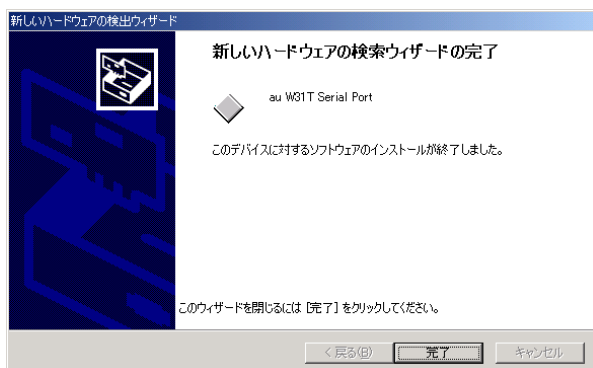 新しいハードウェアの検出ウィザード
新しいハードウェアの検索ウィザードの完了
au W31T Serial Port
このデバイスに対するソフトウェアのインストールが終了しました。
このウィザードを閉じるには [完了] をクリックしてください。
< 戻る(B)
完了
キャンセル